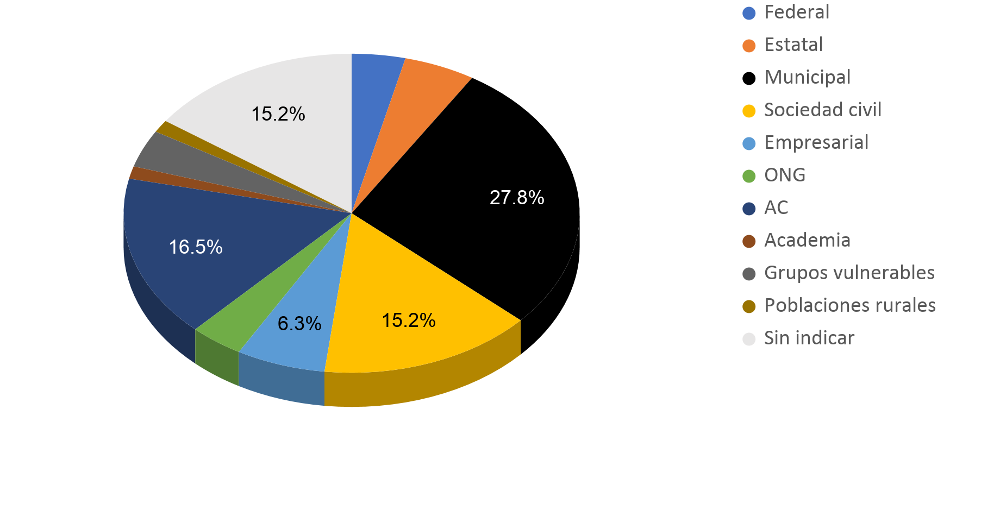 Federal
Estatal
Municipal
Sociedad civil
Empresarial
ONG
AC
Academia
Grupos vulnerables
Poblaciones rurales
Sin indicar
15.2%
27.8%
16.5%
6.3%
15.2%